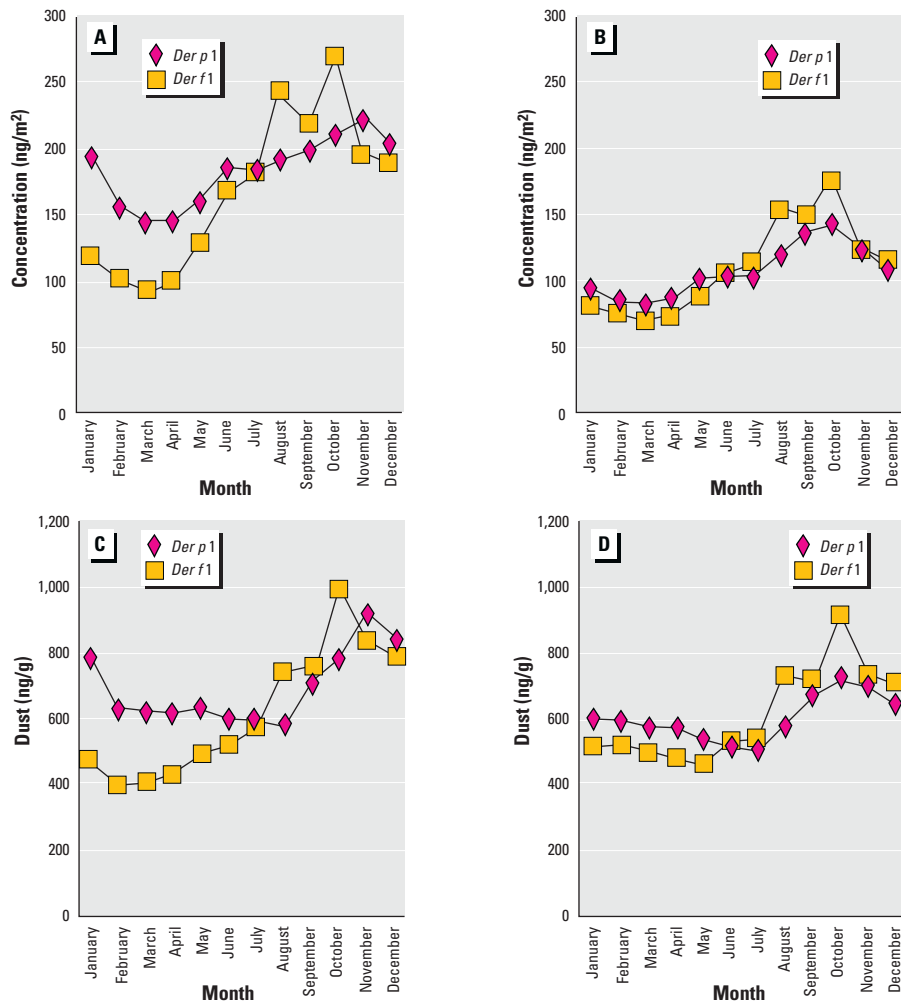 A
Der p 1
Der f 1
Concentration (ng/m²)
300
250
200
150
100
50
0
January
February
March
April
May
June
July
August
September
October
November
December
Month
B
Der p 1
Der f 1
Concentration (ng/m²)
300
250
200
150
100
50
0
January
February
March
April
May
June
July
August
September
October
November
December
Month
C
Der p 1
Der f 1
Dust (ng/g)
1,200
1,000
800
600
400
200
0
January
February
March
April
May
June
July
August
September
October
November
December
Month
D
Der p 1
Der f 1
Dust (ng/g)
1,200
1,000
800
600
400
200
0
January
February
March
April
May
June
July
August
September
October
November
December
Month